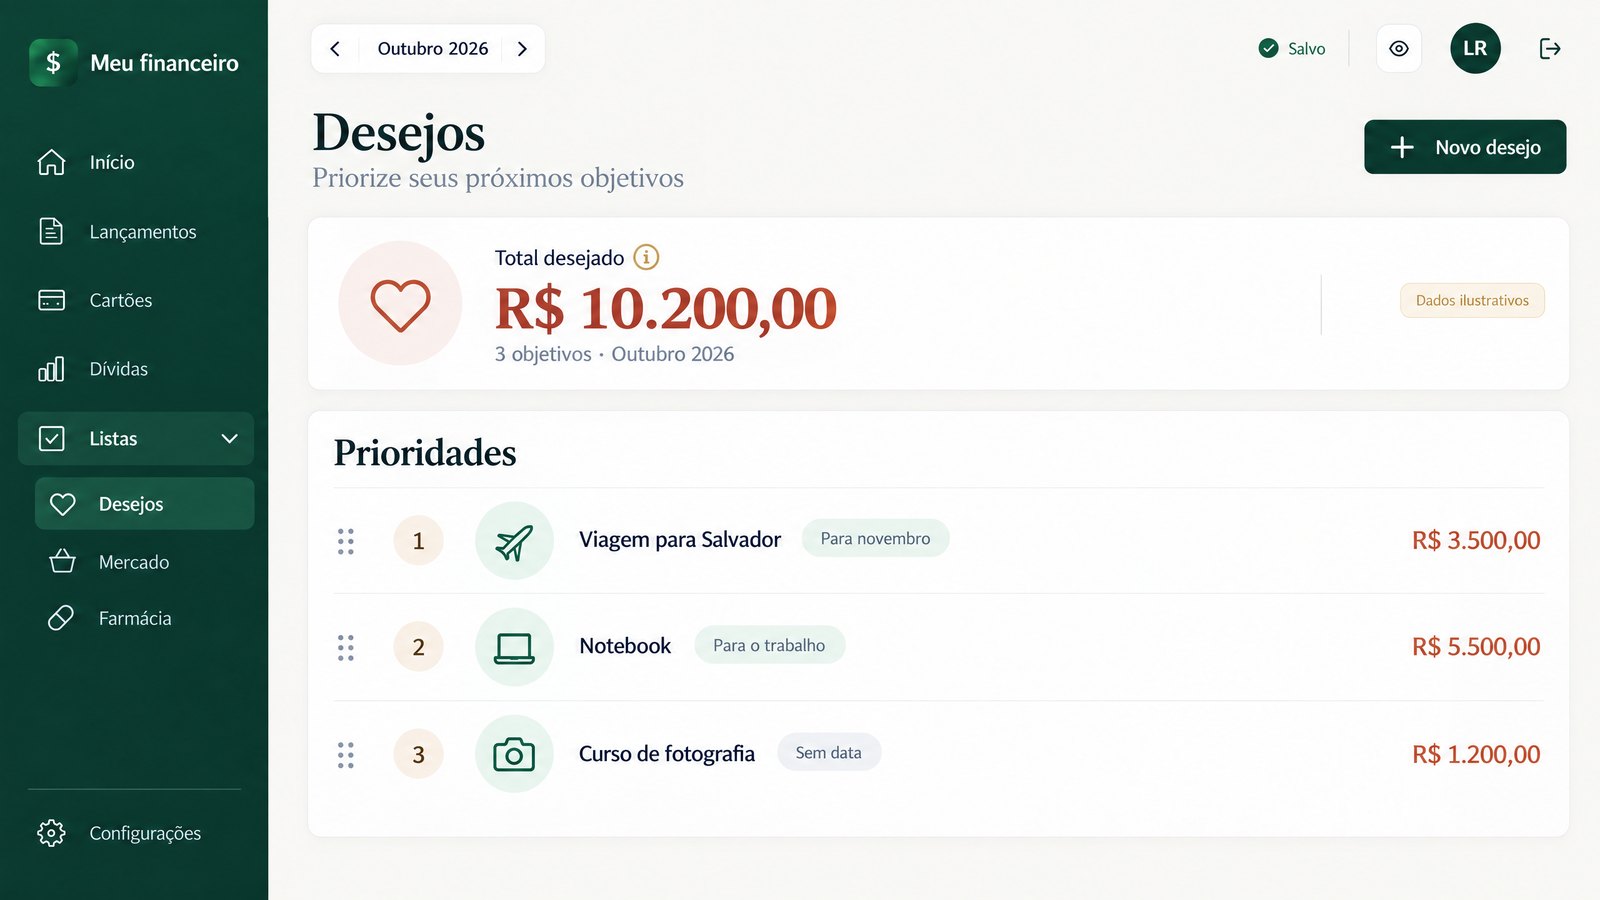 $ Meu financeiro
Início
Lançamentos
Cartões
Dívidas
Listas
Desejos
Mercado
Farmácia
Configurações
Outubro 2026
Salvo
LR
Desejos
Priorize seus próximos objetivos
Novo desejo
Total desejado
R$ 10.200,00
3 objetivos · Outubro 2026
Dados ilustrativos
Prioridades
1 Viagem para Salvador Para novembro R$ 3.500,00
2 Notebook Para o trabalho R$ 5.500,00
3 Curso de fotografia Sem data R$ 1.200,00